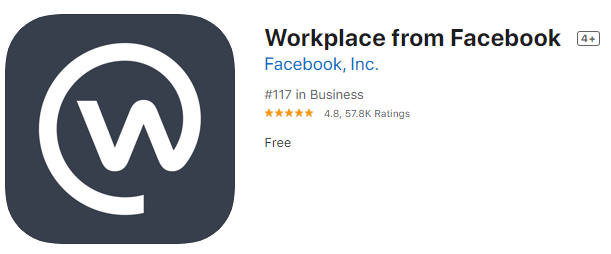 W
Workplace from Facebook 4+
Facebook, Inc.
#117 in Business
★★★★★ 4.8, 57.8K Ratings
Free